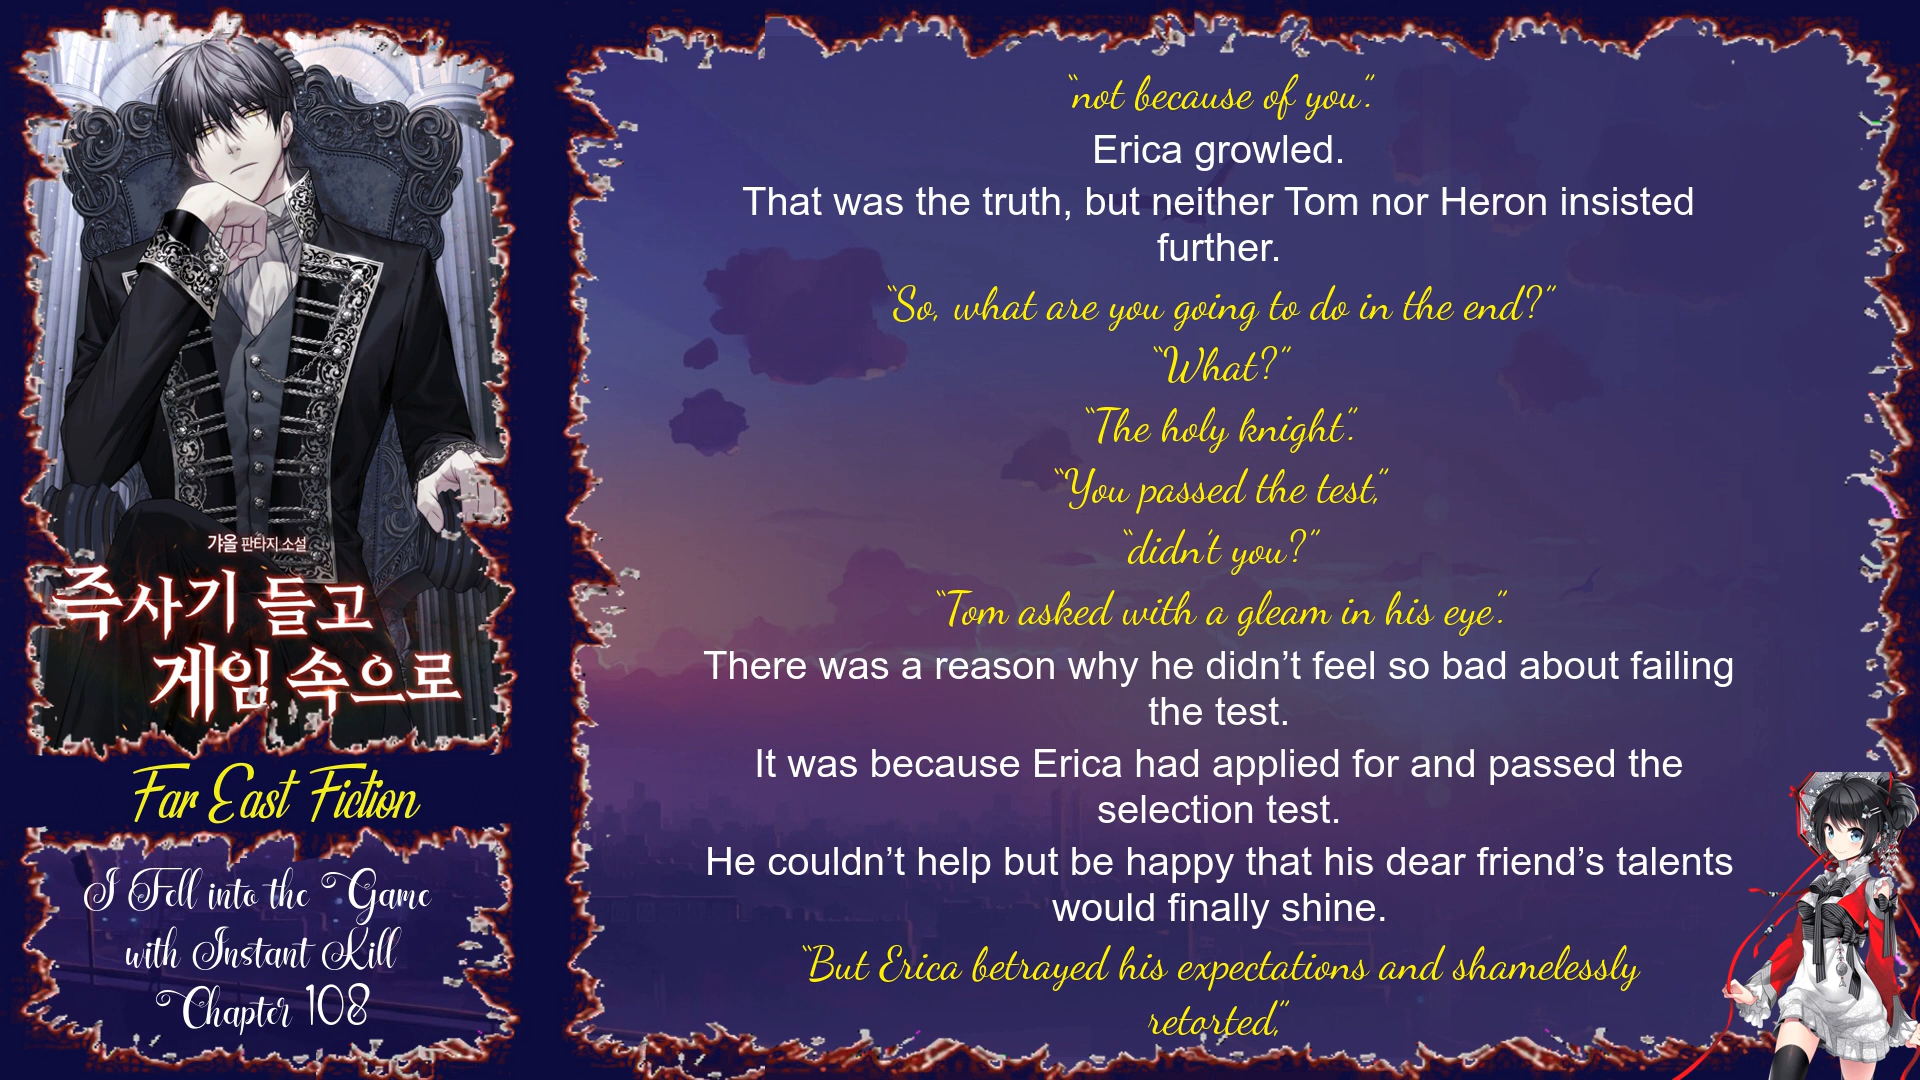 갸울 판타지 소설
즉사기 들고
게임 속으로
Far East Fiction
I Fell into the Game
with Instant Kill
Chapter 108
“not because of you”.
Erica growled.
That was the truth, but neither Tom nor Heron insisted
further.
“So, what are you going to do in the end?”
“What?”
“The holy knight”.
“You passed the test,”
“didn’t you?”
“Tom asked with a gleam in his eye”.
There was a reason why he didn’t feel so bad about failing
the test.
It was because Erica had applied for and passed the
selection test.
He couldn’t help but be happy that his dear friend’s talents
would finally shine.
“But Erica betrayed his expectations and shamelessly
retorted,”